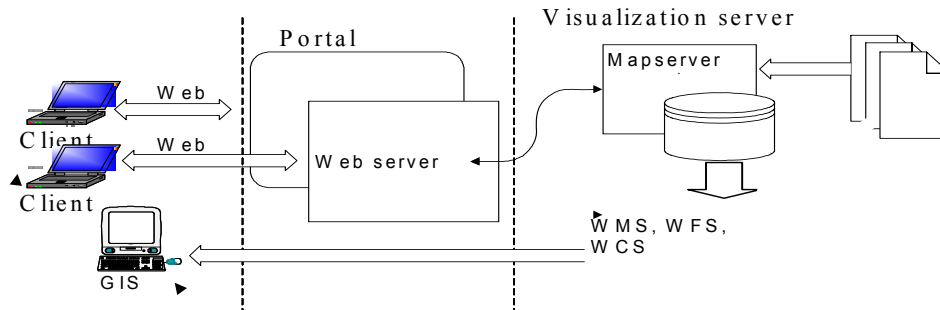 Visualization server
Portal
Mapserver
Web
Client
Web
Web server
Client
WMS, WFS,
WCS
GIS